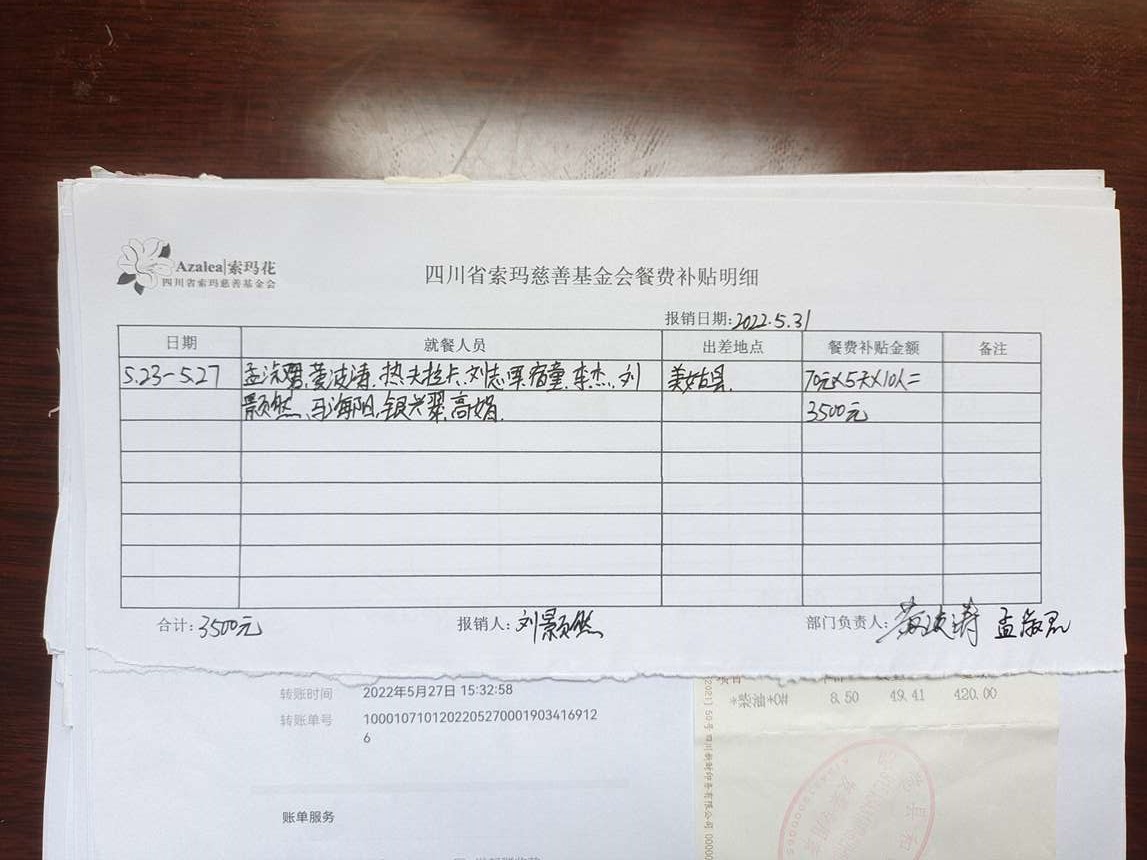 Azalea|索玛花
四川省索玛慈善基金会
四川省索玛慈善基金会餐费补贴明细
报销日期:2022.5.31
日期 就餐人员 出差地点 餐费补贴金额 备注
5.23-5.27 黄波涛、热夫拉卡、刘志军、宿童、李杰、刘 美姑县 70元×5天×10人=
颢然、马海阳、银兴翠、高娟 3500元
合计:3500元 报销人:刘颢然 部门负责人:黄波涛
转账时间 2022年5月27日 15:32:58
转账单号 1000107101202205270001903416912
6
账单服务
*柴油*0# 8.50 49.41 420.00